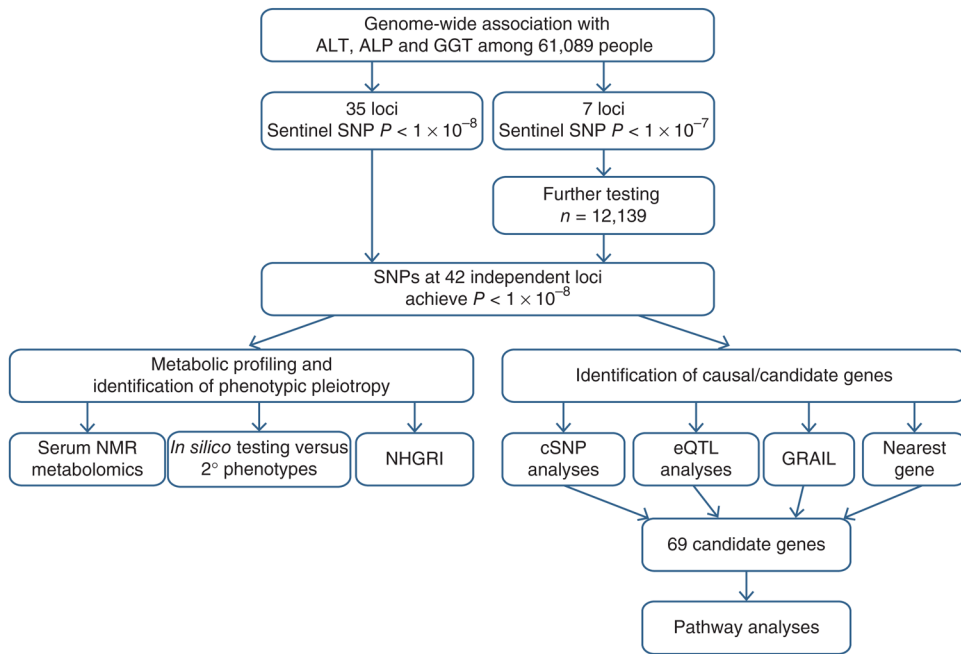 Genome-wide association with
ALT, ALP and GGT among 61,089 people
35 loci
Sentinel SNP P < 1 × 10⁻⁸
7 loci
Sentinel SNP P < 1 × 10⁻⁷
Further testing
n = 12,139
SNPs at 42 independent loci
achieve P < 1 × 10⁻⁸
Metabolic profiling and
identification of phenotypic pleiotropy
Identification of causal/candidate genes
Serum NMR
metabolomics
In silico testing versus
2° phenotypes
NHGRI
cSNP
analyses
eQTL
analyses
GRAIL
Nearest
gene
69 candidate genes
Pathway analyses